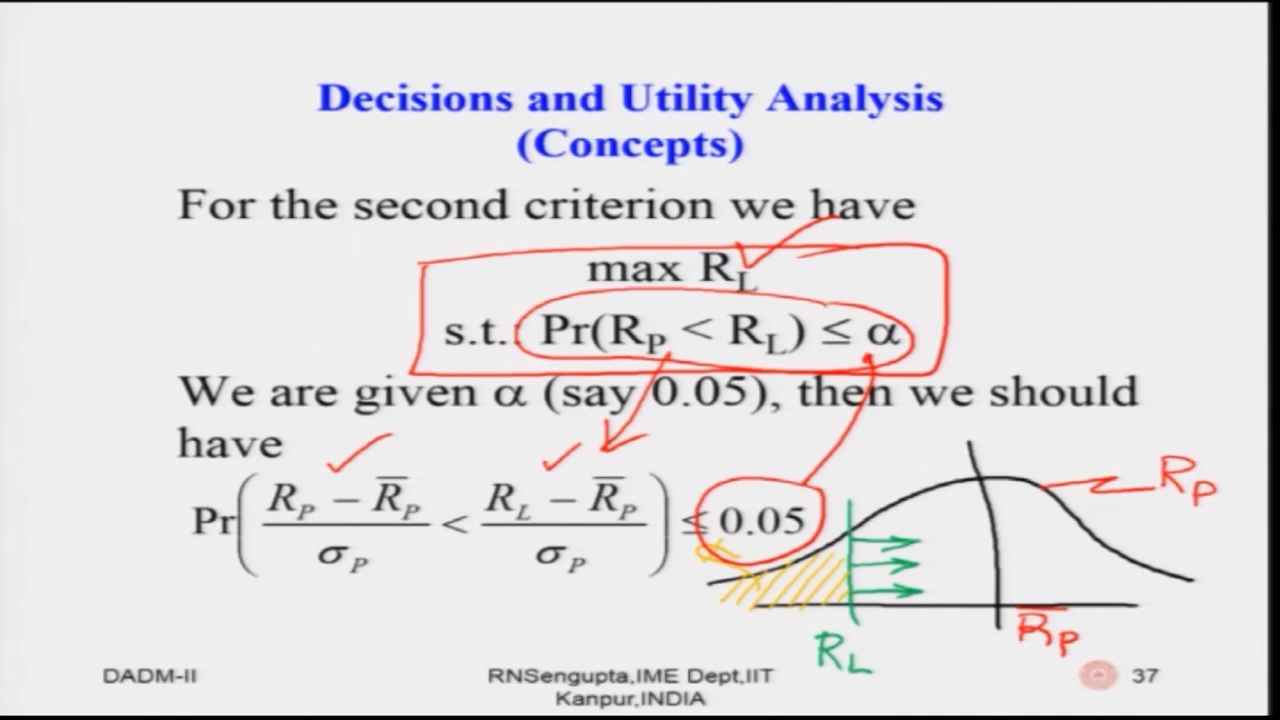 Decisions and Utility Analysis
(Concepts)
For the second criterion we have
max R_L
s.t.: Pr(R_P < R_L) ≤ α
We are given α (say 0.05), then we should
have
Pr( (R_P − R̅_P)/σ_P < (R_L − R̅_P)/σ_P ) ≤ 0.05
R_P
R_L
R̅_P
DADM-II
RNSengupta,IME Dept,IIT
Kanpur,INDIA
37